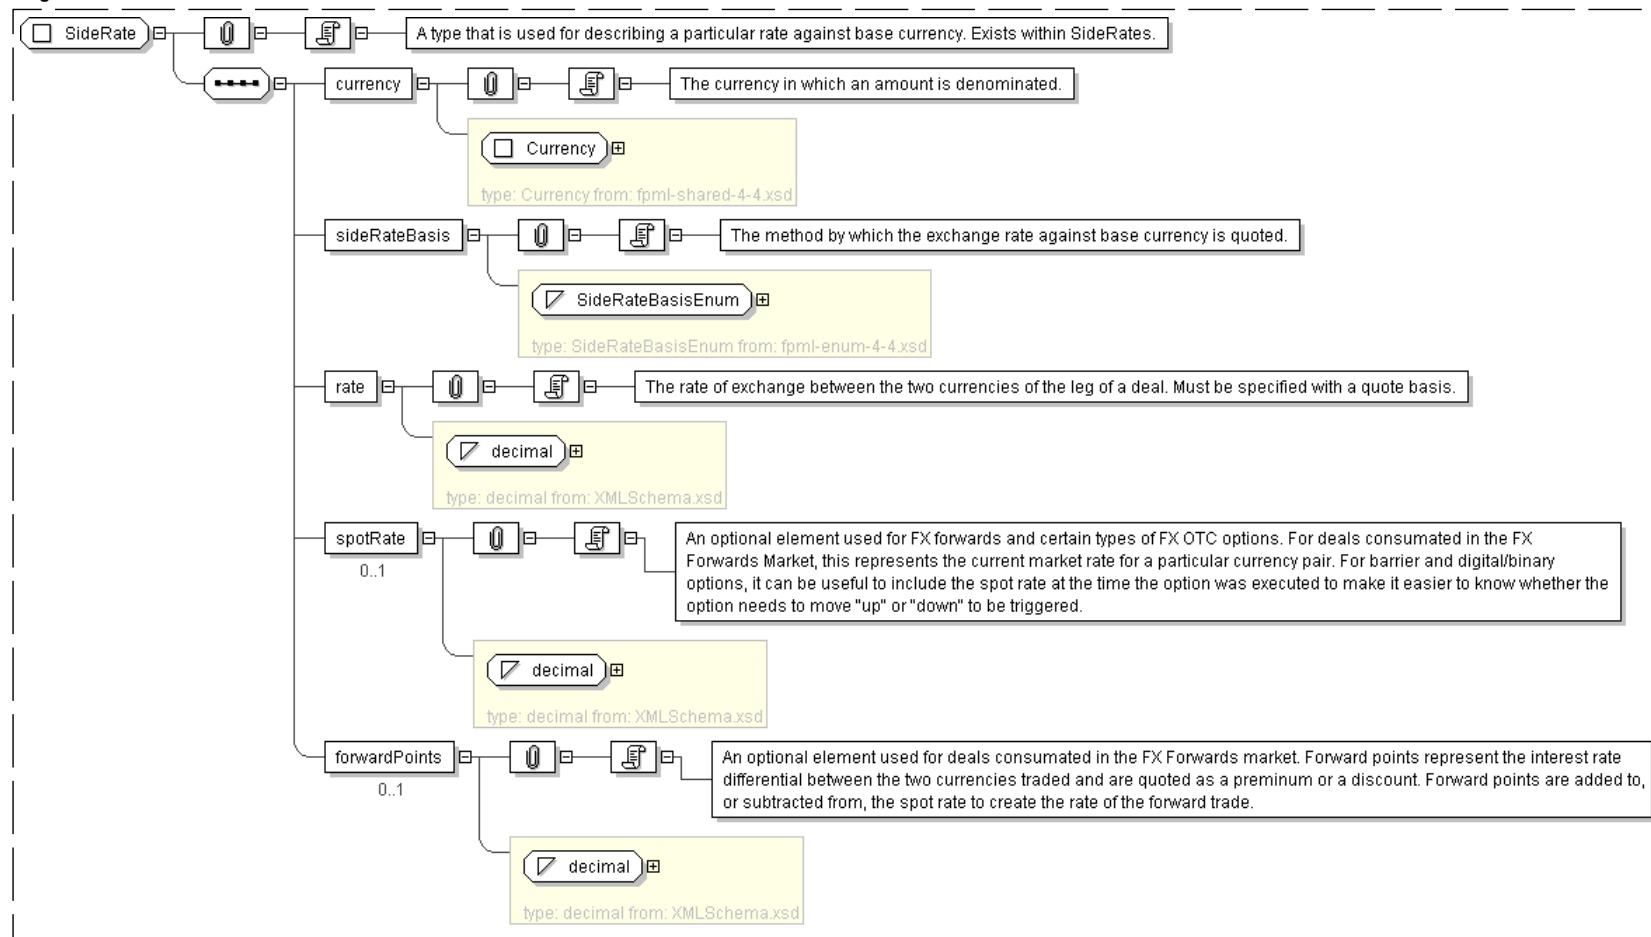 SideRate
A type that is used for describing a particular rate against base currency. Exists within SideRates.
currency
The currency in which an amount is denominated.
Currency
type: Currency from: fpml-shared-4-4.xsd
sideRateBasis
The method by which the exchange rate against base currency is quoted.
SideRateBasisEnum
type: SideRateBasisEnum from: fpml-enum-4-4.xsd
rate
The rate of exchange between the two currencies of the leg of a deal. Must be specified with a quote basis.
decimal
type: decimal from: XMLSchema.xsd
spotRate
0..1
An optional element used for FX forwards and certain types of FX OTC options. For deals consumated in the FX
Forwards Market, this represents the current market rate for a particular currency pair. For barrier and digital/binary
options, it can be useful to include the spot rate at the time the option was executed to make it easier to know whether the
option needs to move "up" or "down" to be triggered.
decimal
type: decimal from: XMLSchema.xsd
forwardPoints
0..1
An optional element used for deals consumated in the FX Forwards market. Forward points represent the interest rate
differential between the two currencies traded and are quoted as a preminum or a discount. Forward points are added to,
or subtracted from, the spot rate to create the rate of the forward trade.
decimal
type: decimal from: XMLSchema.xsd